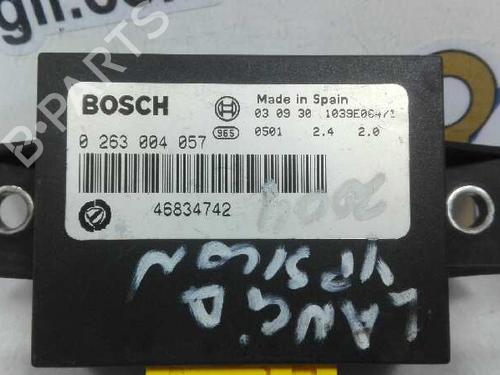 BOSCH
Made in Spain
03 09 30 1039E06471
0 263 004 057
965
0501 2.4 2.0
46834742
2004
LANCIA
YPSILON
B-PARTS